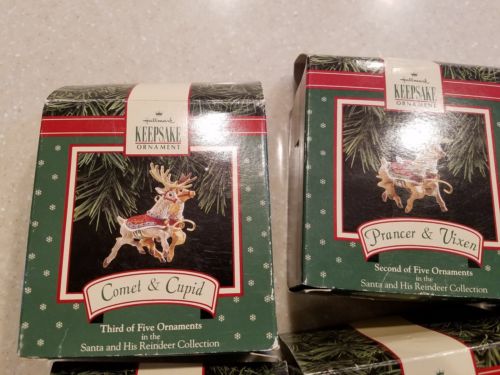 Hallmark
KEEPSAKE
ORNAMENT
Comet & Cupid
Third of Five Ornaments
in the
Santa and His Reindeer Collection
Hallmark
KEEPSAKE
ORNAMENT
Prancer & Vixen
Second of Five Ornaments
in the
Santa and His Reindeer Collection